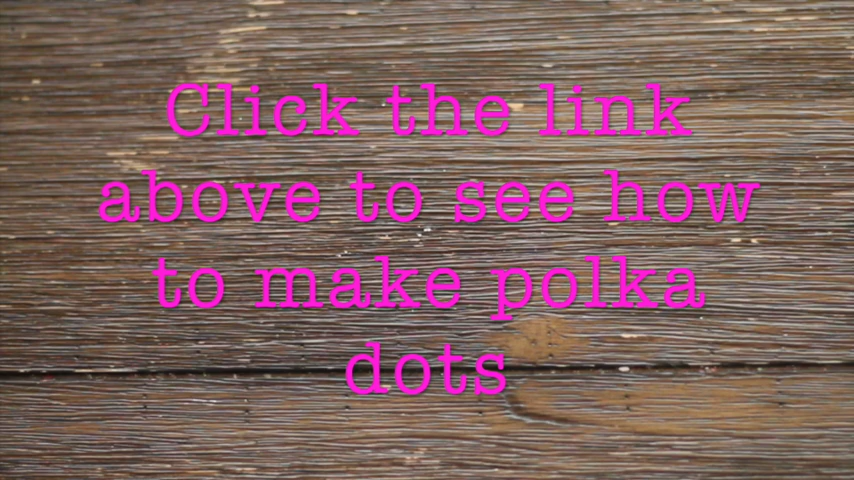 Click the link
above to see how
to make polka
dots